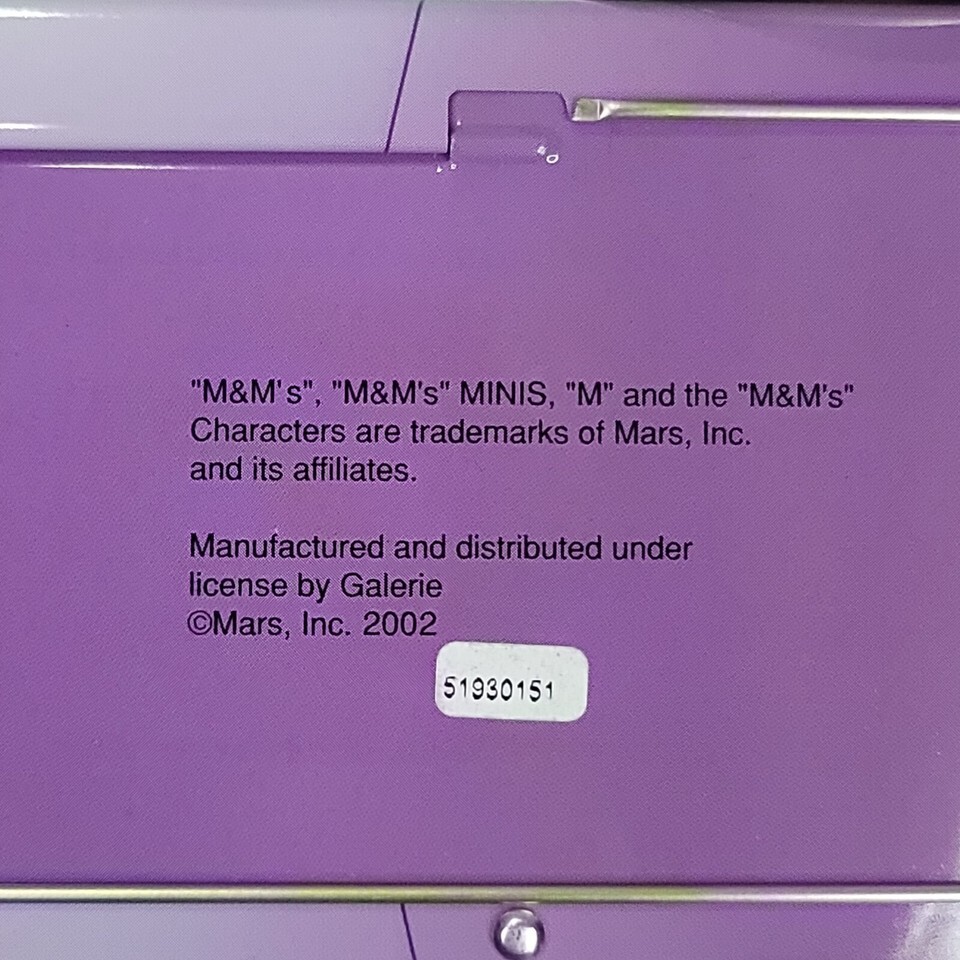 "M&M's", "M&M's" MINIS, "M" and the "M&M's"
Characters are trademarks of Mars, Inc.
and its affiliates.
Manufactured and distributed under
license by Galerie
©Mars, Inc. 2002
51930151